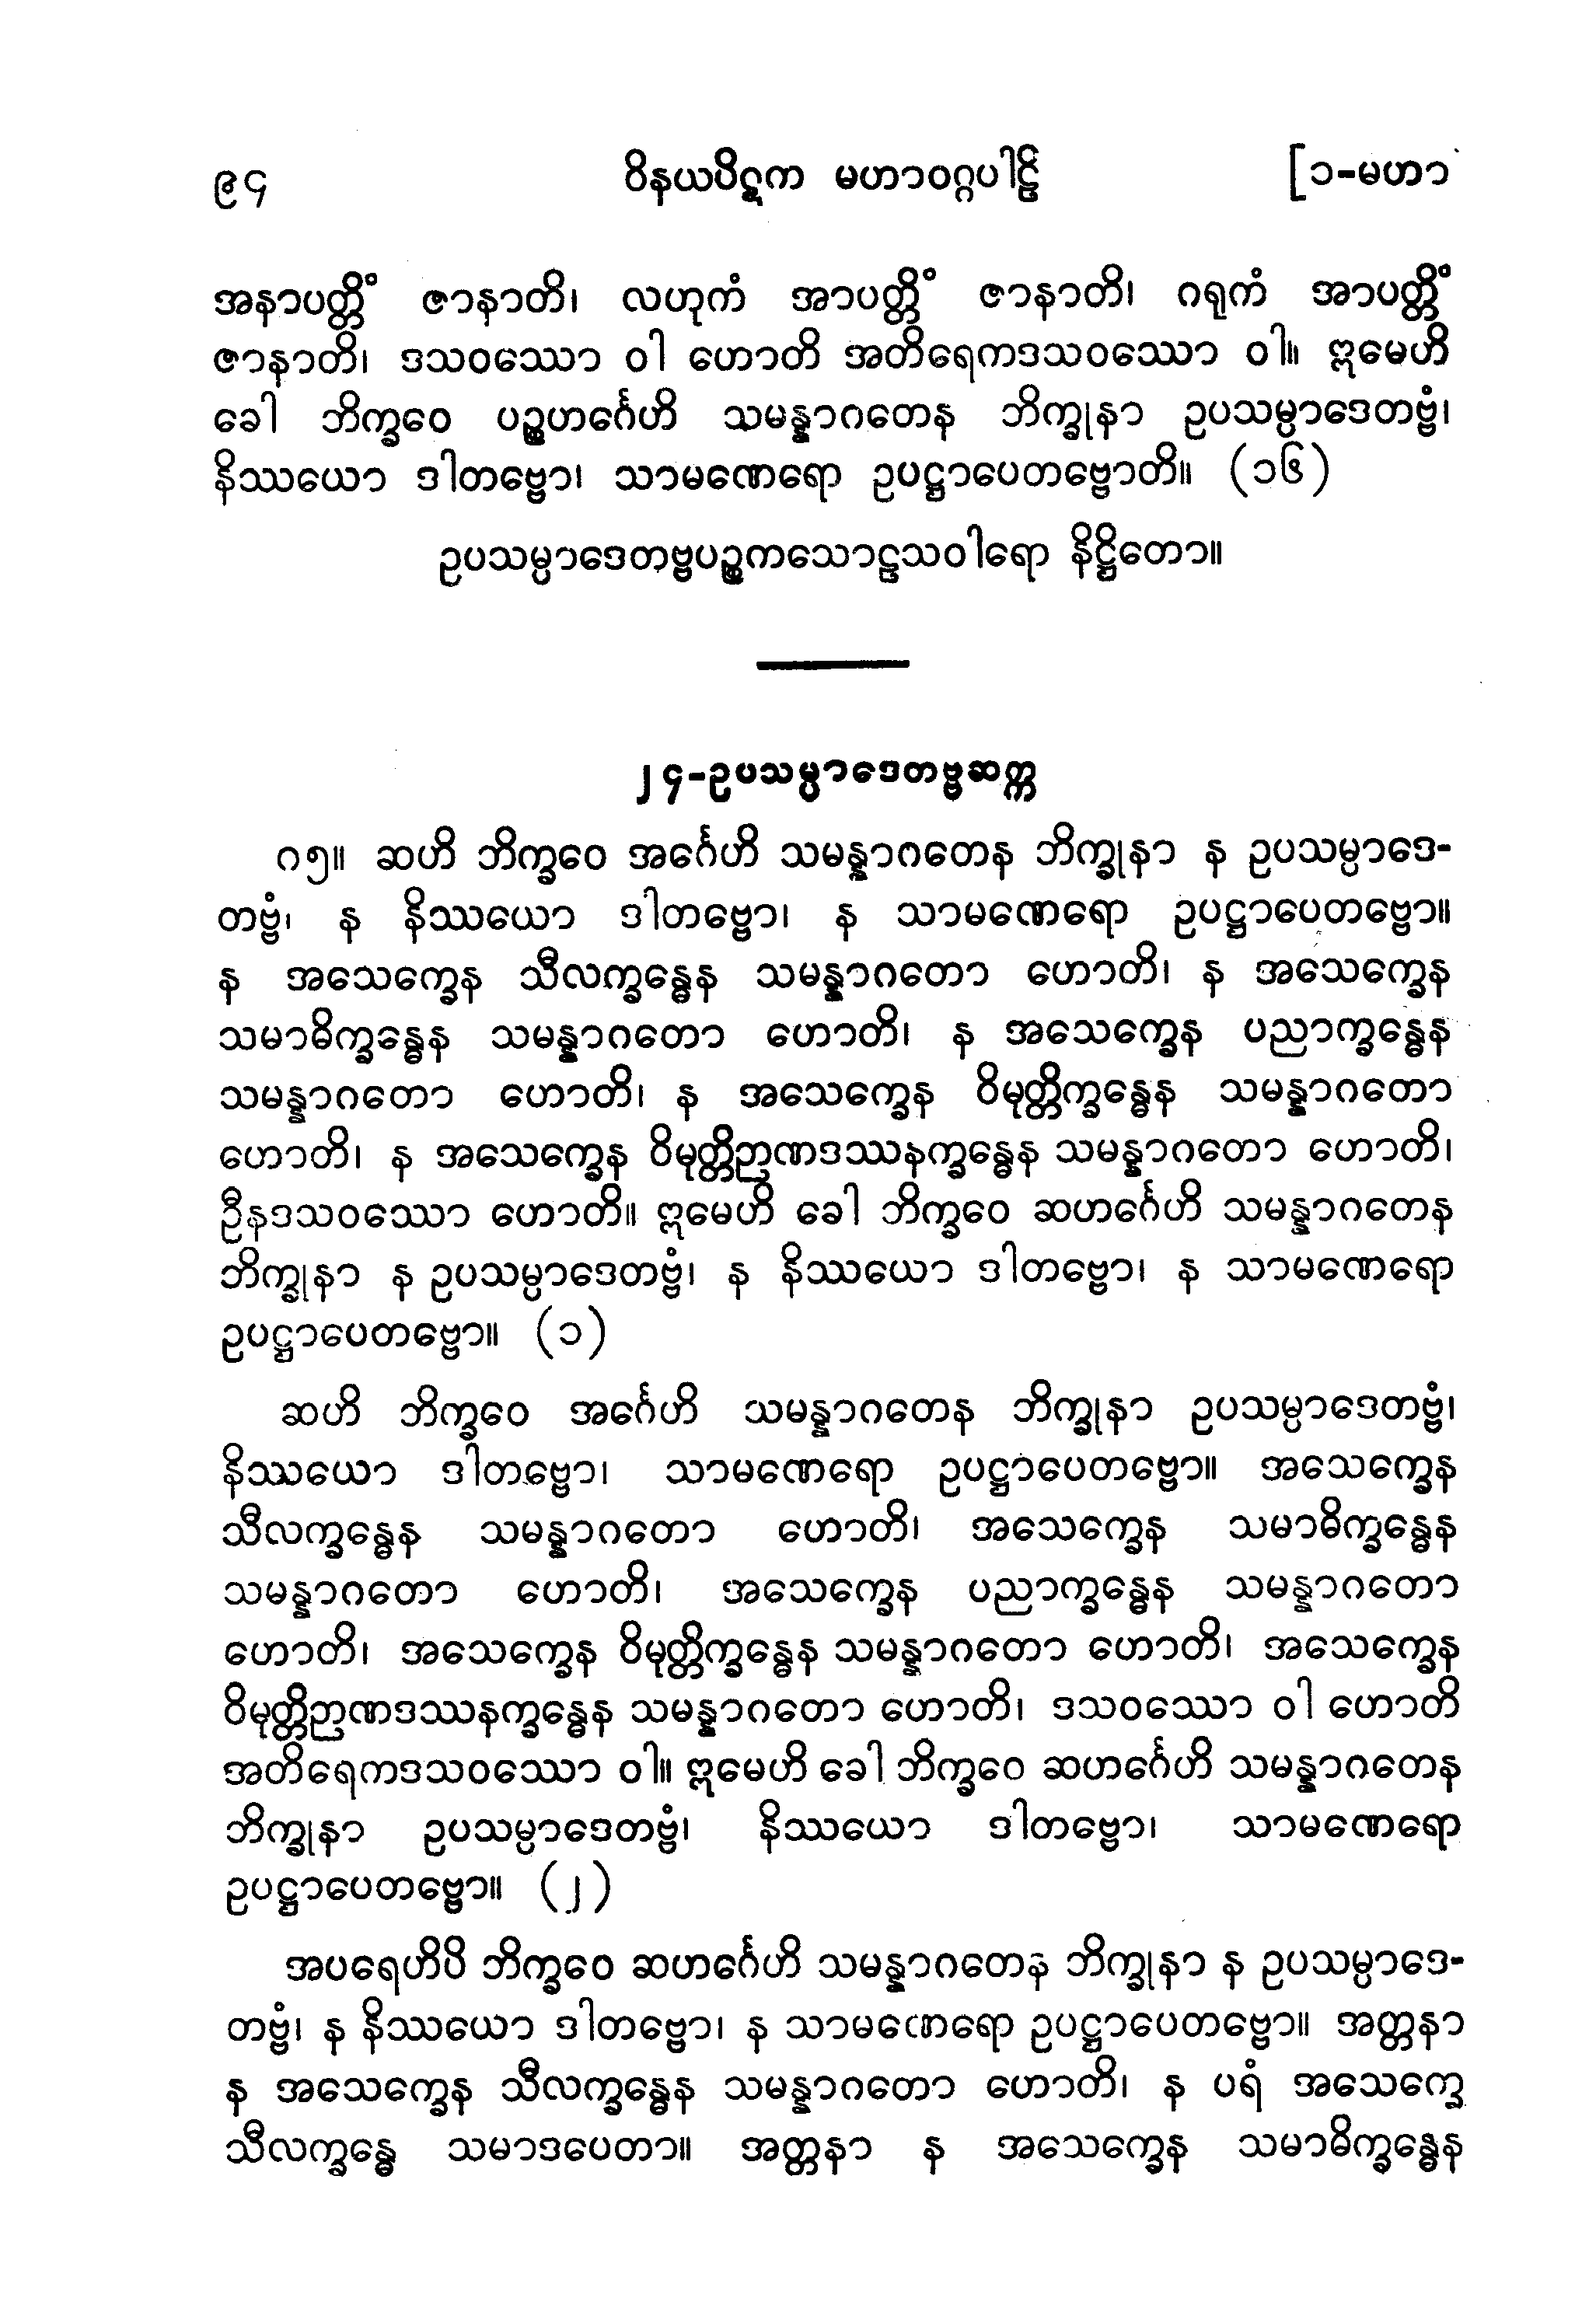 ၉၄ ဝိနယပိဋက မဟာဝဂ္ဂပါဠိ [၁-မဟာ
အနာပတ္တိံ ဇာနာတိ၊ လဟုကံ အာပတ္တိံ ဇာနာတိ၊ ဂရုကံ အာပတ္တိံ
ဇာနာတိ၊ ဒသဝဿော ဝါ ဟောတိ အတိရေကဒသဝဿော ဝါ။ ဣမေဟိ
ခေါ ဘိက္ခဝေ ပဉ္စဟင်္ဂေဟိ သမန္နာဂတေန ဘိက္ခုနာ ဥပသမ္ပာဒေတဗ္ဗံ၊
နိဿယော ဒါတဗ္ဗော၊ သာမဏေရော ဥပဋ္ဌာပေတဗ္ဗောတိ။ (၁၆)
ဥပသမ္ပာဒေတဗ္ဗပဉ္စကသောဠသဝါရော နိဋ္ဌိတော။
၂၄-ဥပသမ္ပာဒေတဗ္ဗဆက္က
၈၅။ ဆဟိ ဘိက္ခဝေ အင်္ဂေဟိ သမန္နာဂတေန ဘိက္ခုနာ န ဥပသမ္ပာဒေ-
တဗ္ဗံ၊ န နိဿယော ဒါတဗ္ဗော၊ န သာမဏေရော ဥပဋ္ဌာပေတဗ္ဗော။
န အသေက္ခေန သီလက္ခန္ဓေန သမန္နာဂတော ဟောတိ၊ န အသေက္ခေန
သမာဓိက္ခန္ဓေန သမန္နာဂတော ဟောတိ၊ န အသေက္ခေန ပညာက္ခန္ဓေန
သမန္နာဂတော ဟောတိ၊ န အသေက္ခေန ဝိမုတ္တိက္ခန္ဓေန သမန္နာဂတော
ဟောတိ၊ န အသေက္ခေန ဝိမုတ္တိဉာဏဒဿနက္ခန္ဓေန သမန္နာဂတော ဟောတိ၊
ဦနဒသဝဿော ဟောတိ။ ဣမေဟိ ခေါ ဘိက္ခဝေ ဆဟင်္ဂေဟိ သမန္နာဂတေန
ဘိက္ခုနာ န ဥပသမ္ပာဒေတဗ္ဗံ၊ န နိဿယော ဒါတဗ္ဗော၊ န သာမဏေရော
ဥပဋ္ဌာပေတဗ္ဗော။ (၁)
ဆဟိ ဘိက္ခဝေ အင်္ဂေဟိ သမန္နာဂတေန ဘိက္ခုနာ ဥပသမ္ပာဒေတဗ္ဗံ၊
နိဿယော ဒါတဗ္ဗော၊ သာမဏေရော ဥပဋ္ဌာပေတဗ္ဗော။ အသေက္ခေန
သီလက္ခန္ဓေန သမန္နာဂတော ဟောတိ၊ အသေက္ခေန သမာဓိက္ခန္ဓေန
သမန္နာဂတော ဟောတိ၊ အသေက္ခေန ပညာက္ခန္ဓေန သမန္နာဂတော
ဟောတိ၊ အသေက္ခေန ဝိမုတ္တိက္ခန္ဓေန သမန္နာဂတော ဟောတိ၊ အသေက္ခေန
ဝိမုတ္တိဉာဏဒဿနက္ခန္ဓေန သမန္နာဂတော ဟောတိ၊ ဒသဝဿော ဝါ ဟောတိ
အတိရေကဒသဝဿော ဝါ။ ဣမေဟိ ခေါ ဘိက္ခဝေ ဆဟင်္ဂေဟိ သမန္နာဂတေန
ဘိက္ခုနာ ဥပသမ္ပာဒေတဗ္ဗံ၊ နိဿယော ဒါတဗ္ဗော၊ သာမဏေရော
ဥပဋ္ဌာပေတဗ္ဗော။ (၂)
အပရေဟိပိ ဘိက္ခဝေ ဆဟင်္ဂေဟိ သမန္နာဂတေန ဘိက္ခုနာ န ဥပသမ္ပာဒေ-
တဗ္ဗံ၊ န နိဿယော ဒါတဗ္ဗော၊ န သာမဏေရော ဥပဋ္ဌာပေတဗ္ဗော။ အတ္တနာ
န အသေက္ခေန သီလက္ခန္ဓေန သမန္နာဂတော ဟောတိ၊ န ပရံ အသေက္ခေ
သီလက္ခန္ဓေ သမာဒပေတာ။ အတ္တနာ န အသေက္ခေန သမာဓိက္ခန္ဓေန